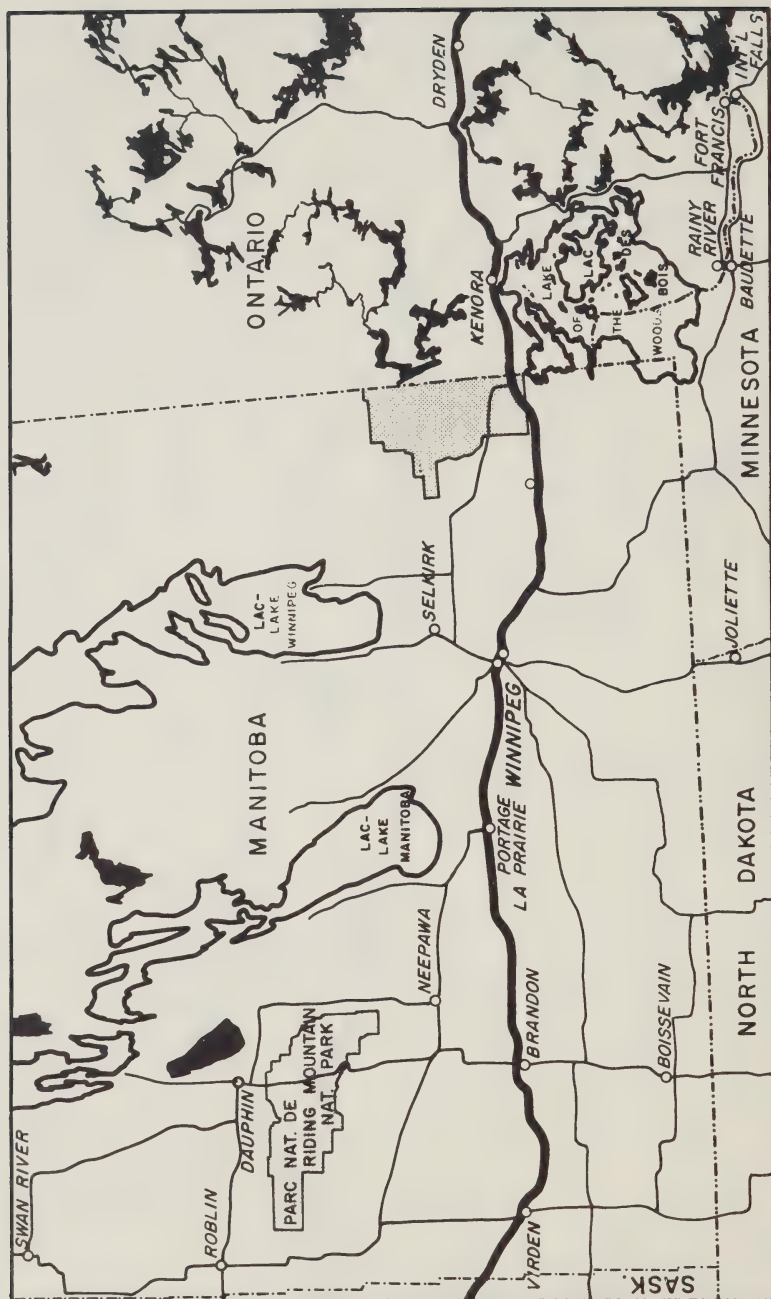 SWAN RIVER
ROBLIN
DAUPHIN
PARC NAT. DE
RIDING MOUNTAIN
NAT. PARK
NEEPAWA
VIRDEN
BRANDON
BOISSEVAIN
SASK.
NORTH DAKOTA
MANITOBA
LAC-
LAKE
MANITOBA
PORTAGE
LA PRAIRIE
WINNIPEG
LAC-
LAKE
WINNIPEG
SELKIRK
JOLIETTE
ONTARIO
KENORA
DRYDEN
LAKE
OF
THE
WOODS
LAC
DES
BOIS
RAINY
RIVER
BAUDETTE
FORT
FRANCIS
INT'L
FALLS
MINNESOTA